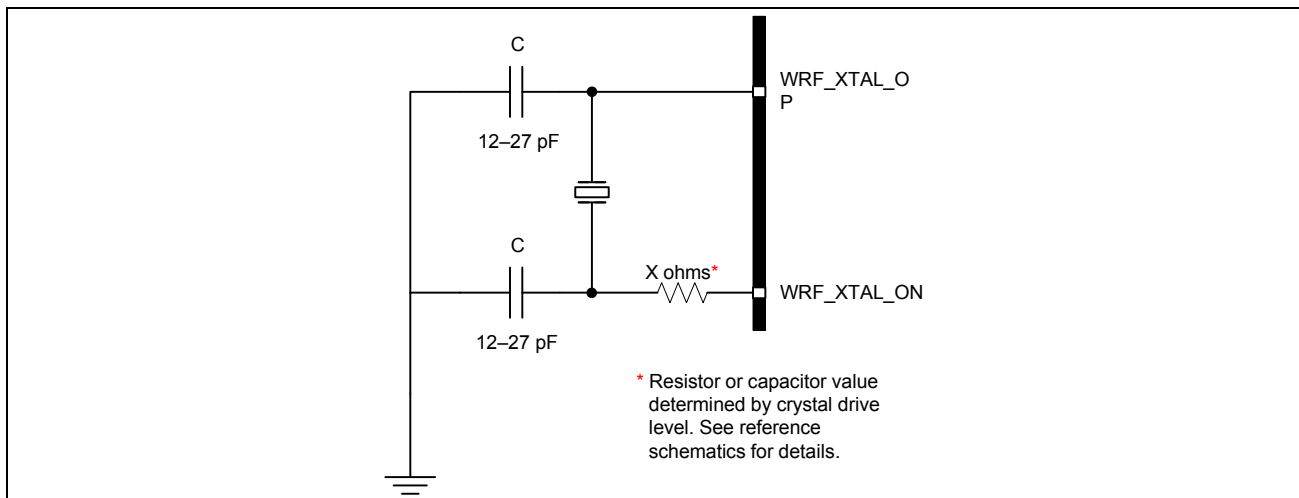 C
WRF_XTAL_O
P
12–27 pF
C
X ohms*
WRF_XTAL_ON
12–27 pF
* Resistor or capacitor value
determined by crystal drive
level. See reference
schematics for details.